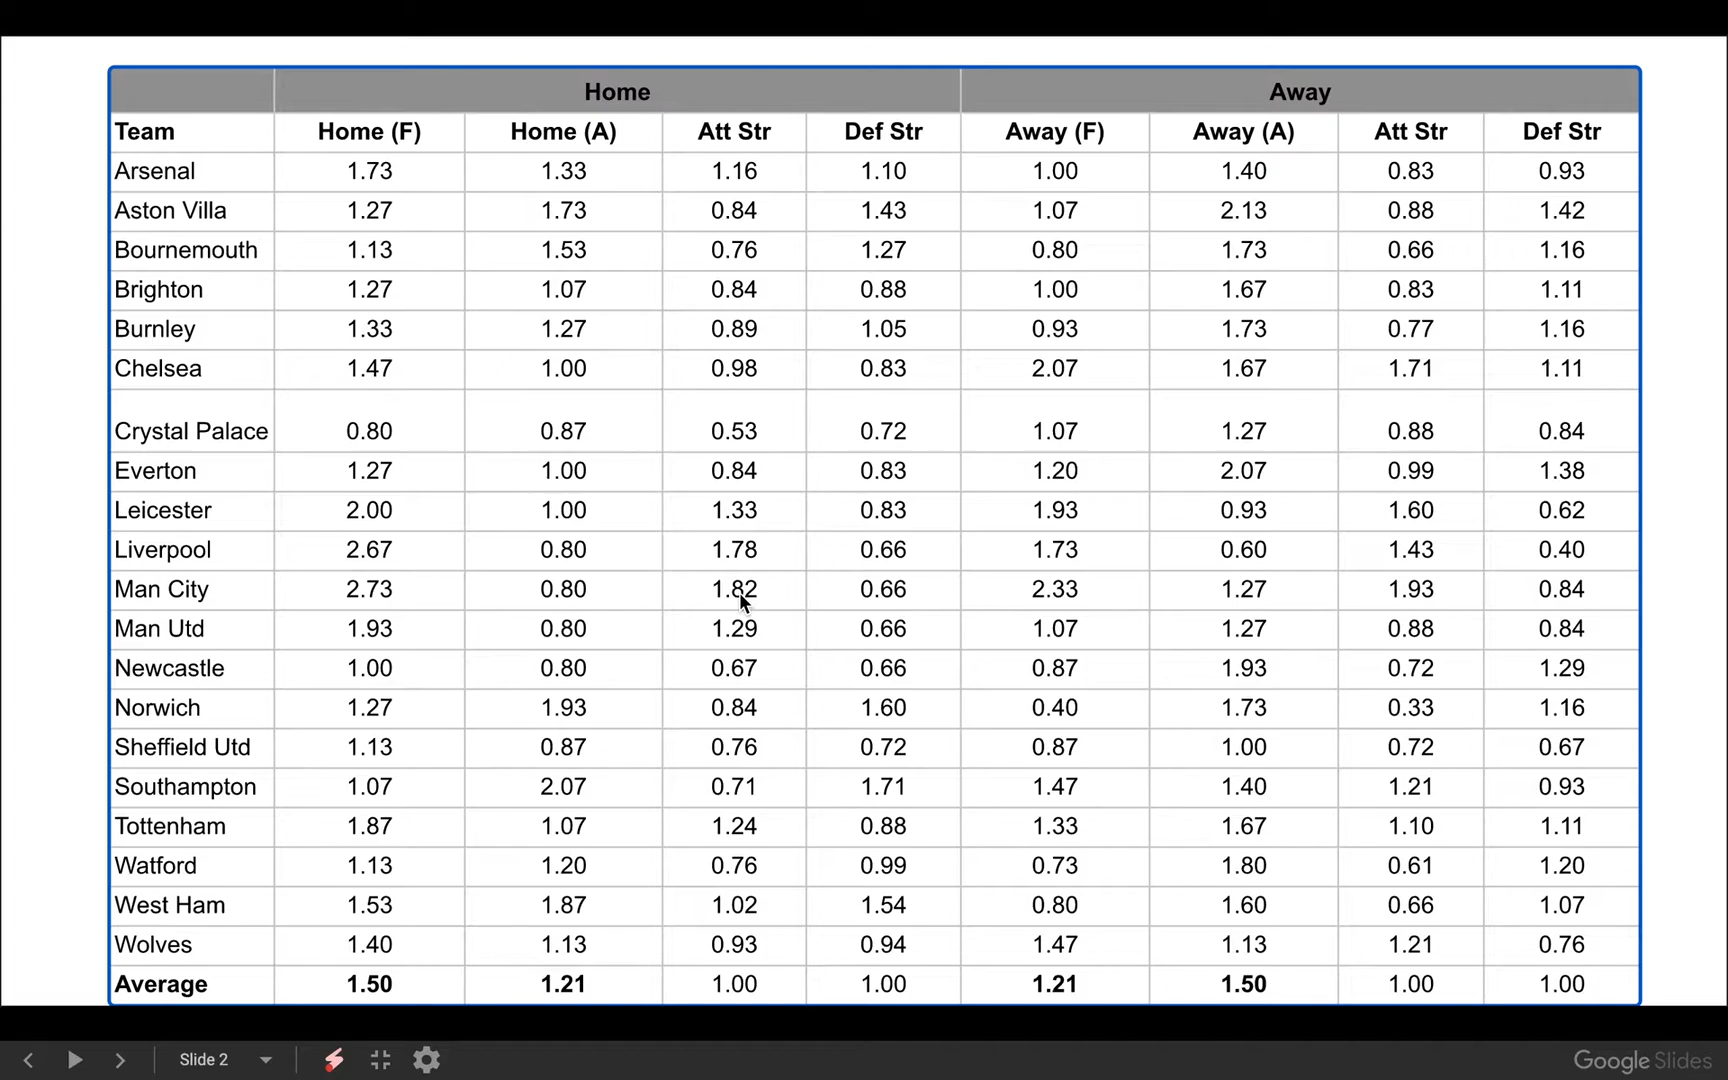 Home Away
Team Home (F) Home (A) Att Str Def Str Away (F) Away (A) Att Str Def Str
Arsenal 1.73 1.33 1.16 1.10 1.00 1.40 0.83 0.93
Aston Villa 1.27 1.73 0.84 1.43 1.07 2.13 0.88 1.42
Bournemouth 1.13 1.53 0.76 1.27 0.80 1.73 0.66 1.16
Brighton 1.27 1.07 0.84 0.88 1.00 1.67 0.83 1.11
Burnley 1.33 1.27 0.89 1.05 0.93 1.73 0.77 1.16
Chelsea 1.47 1.00 0.98 0.83 2.07 1.67 1.71 1.11
Crystal Palace 0.80 0.87 0.53 0.72 1.07 1.27 0.88 0.84
Everton 1.27 1.00 0.84 0.83 1.20 2.07 0.99 1.38
Leicester 2.00 1.00 1.33 0.83 1.93 0.93 1.60 0.62
Liverpool 2.67 0.80 1.78 0.66 1.73 0.60 1.43 0.40
Man City 2.73 0.80 1.82 0.66 2.33 1.27 1.93 0.84
Man Utd 1.93 0.80 1.29 0.66 1.07 1.27 0.88 0.84
Newcastle 1.00 0.80 0.67 0.66 0.87 1.93 0.72 1.29
Norwich 1.27 1.93 0.84 1.60 0.40 1.73 0.33 1.16
Sheffield Utd 1.13 0.87 0.76 0.72 0.87 1.00 0.72 0.67
Southampton 1.07 2.07 0.71 1.71 1.47 1.40 1.21 0.93
Tottenham 1.87 1.07 1.24 0.88 1.33 1.67 1.10 1.11
Watford 1.13 1.20 0.76 0.99 0.73 1.80 0.61 1.20
West Ham 1.53 1.87 1.02 1.54 0.80 1.60 0.66 1.07
Wolves 1.40 1.13 0.93 0.94 1.47 1.13 1.21 0.76
Average 1.50 1.21 1.00 1.00 1.21 1.50 1.00 1.00
Slide 2 Google Slides